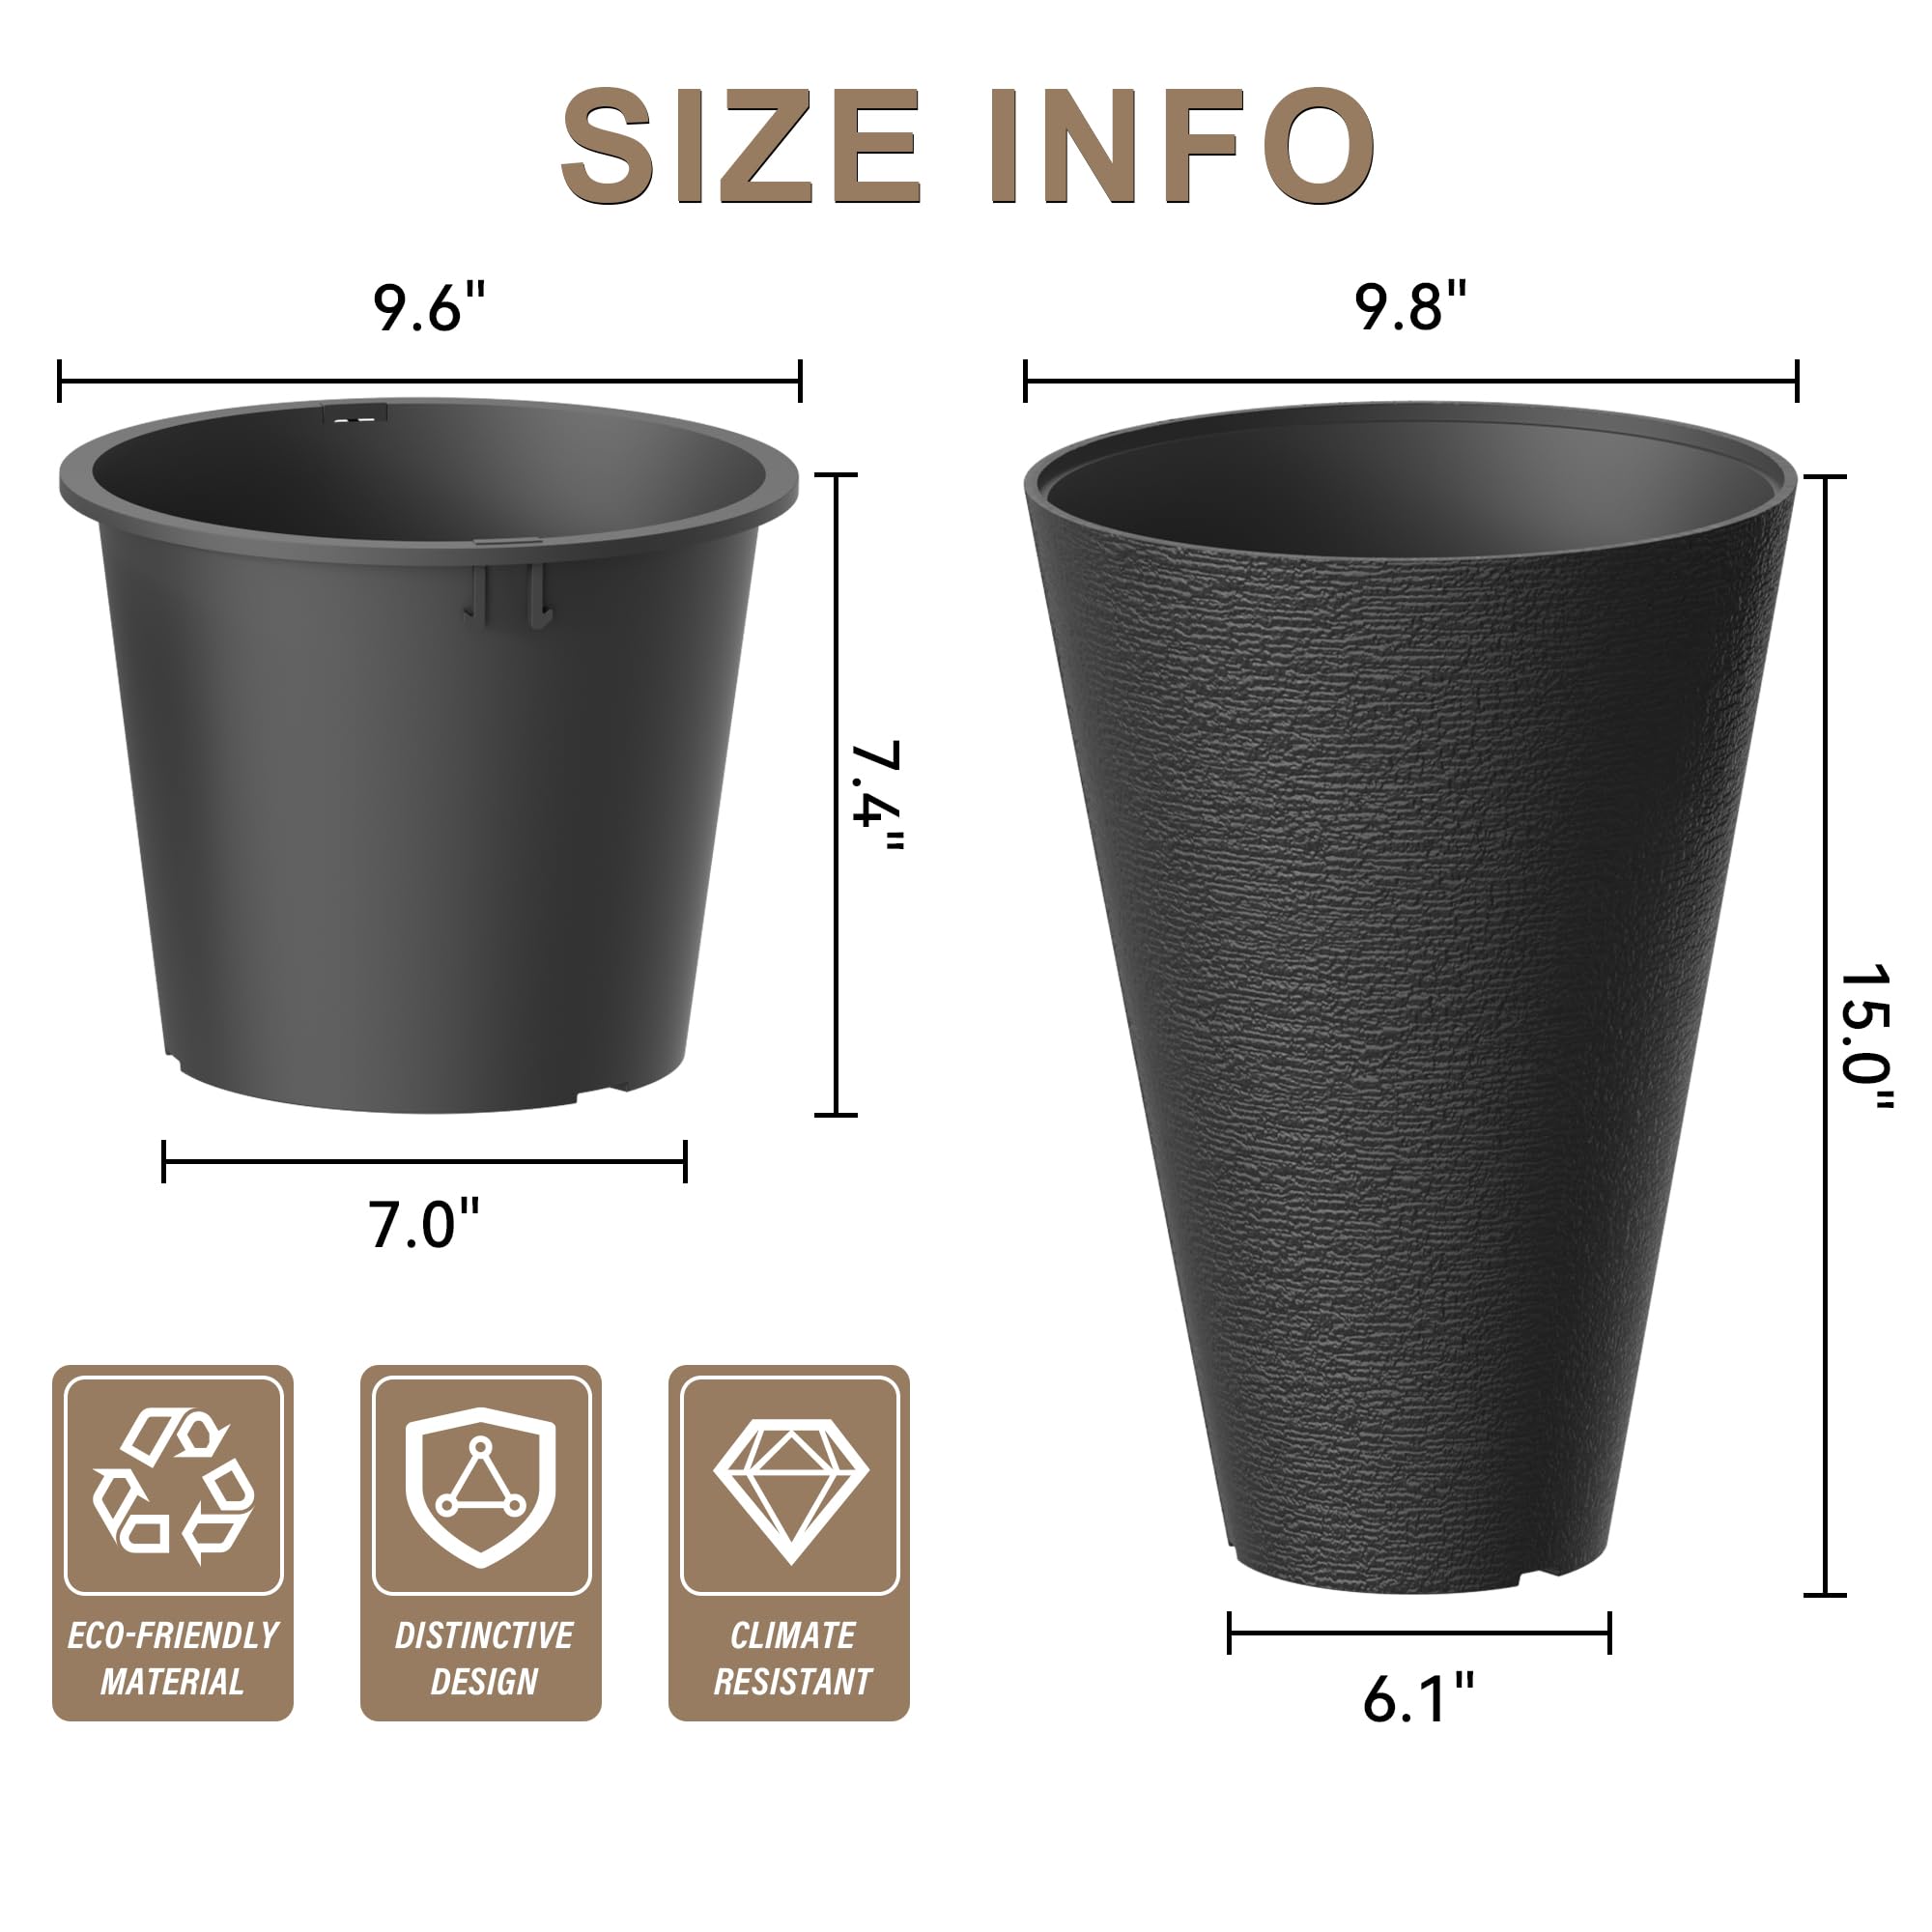 SIZE INFO
9.6"
9.8"
7.4"
15.0"
7.0"
ECO-FRIENDLY
MATERIAL
DISTINCTIVE
DESIGN
CLIMATE
RESISTANT
6.1"